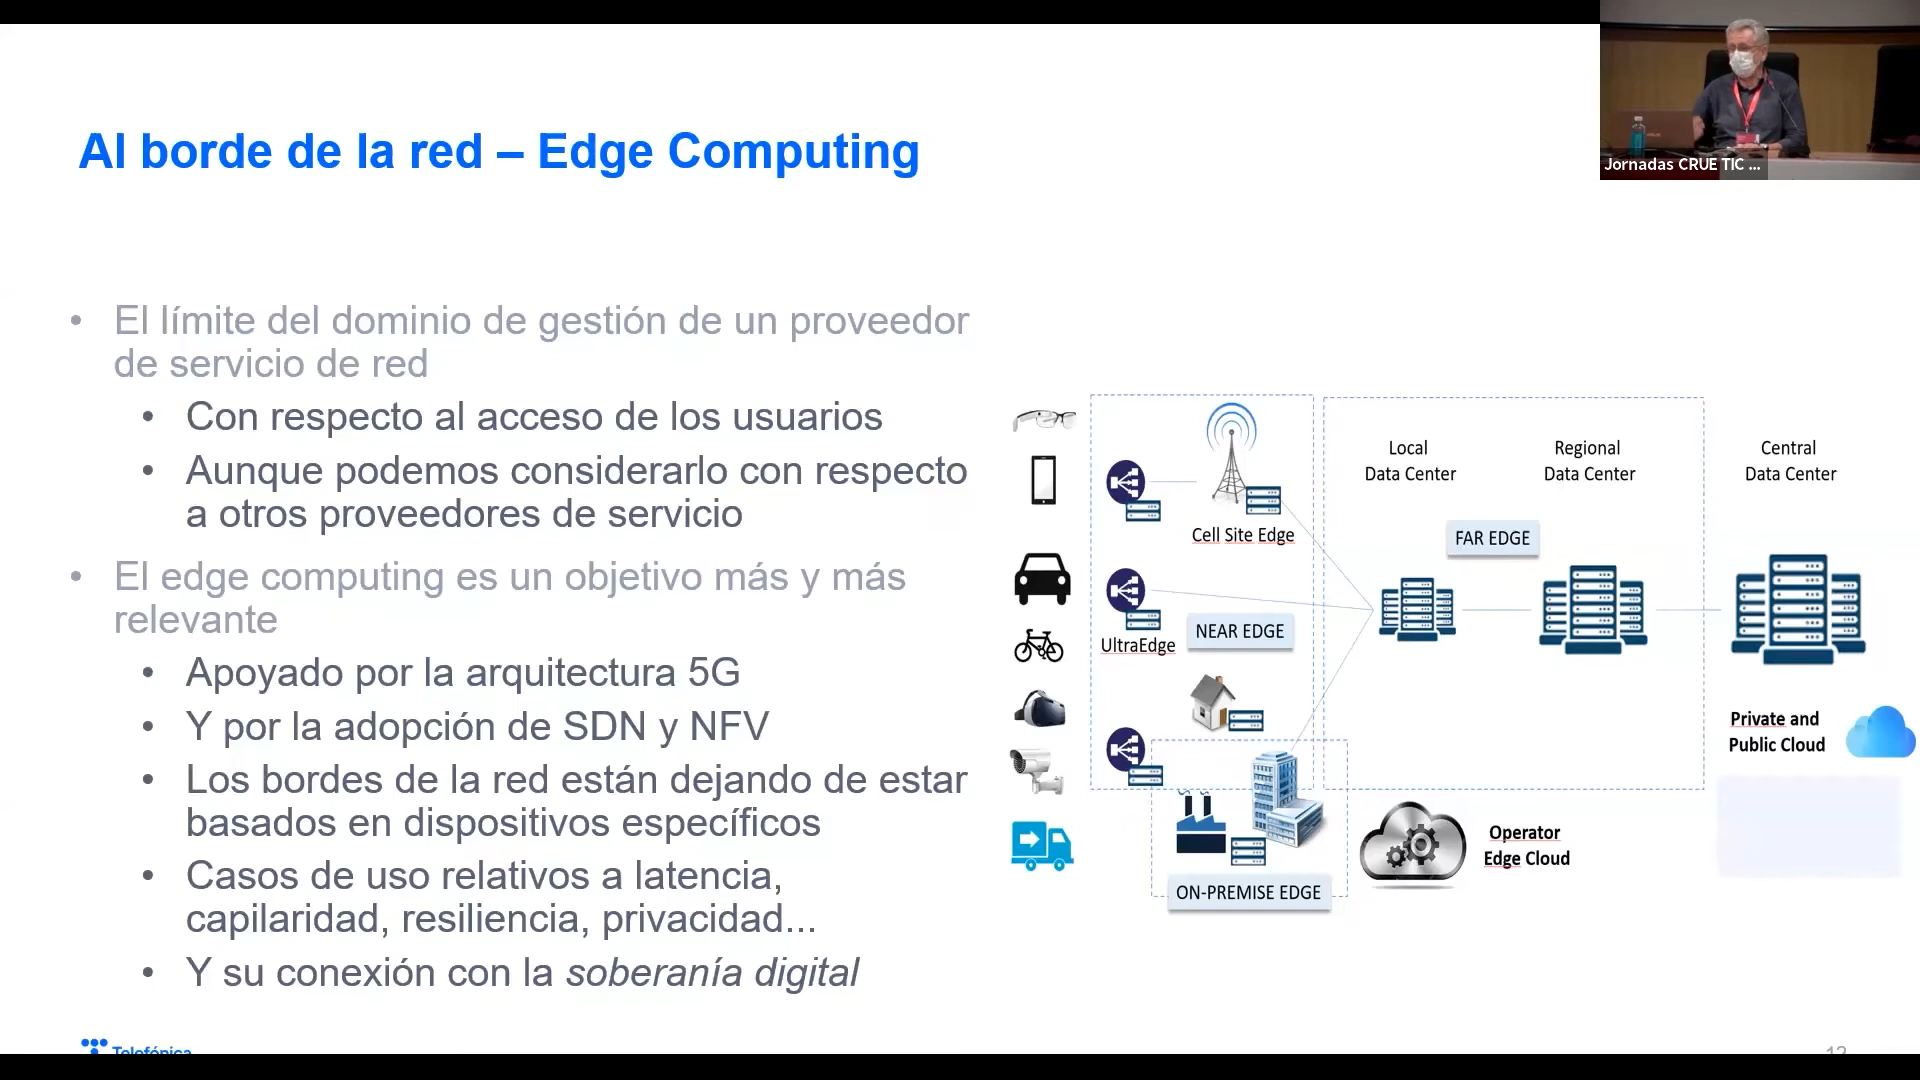 Jornadas CRUE TIC ...
Al borde de la red – Edge Computing
• El límite del dominio de gestión de un proveedor
de servicio de red
• Con respecto al acceso de los usuarios
• Aunque podemos considerarlo con respecto
a otros proveedores de servicio
• El edge computing es un objetivo más y más
relevante
• Apoyado por la arquitectura 5G
• Y por la adopción de SDN y NFV
• Los bordes de la red están dejando de estar
basados en dispositivos específicos
• Casos de uso relativos a latencia,
capilaridad, resiliencia, privacidad...
• Y su conexión con la soberanía digital
Cell Site Edge
UltraEdge
NEAR EDGE
ON-PREMISE EDGE
Local
Data Center
Regional
Data Center
FAR EDGE
Central
Data Center
Private and
Public Cloud
Operator
Edge Cloud
Telefónica
12